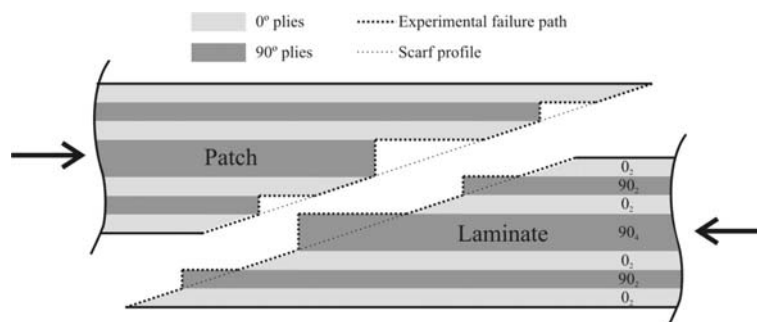 0º plies
Experimental failure path
90º plies
Scarf profile
Patch
0₂
90₂
0₂
Laminate
90₄
0₂
90₂
0₂